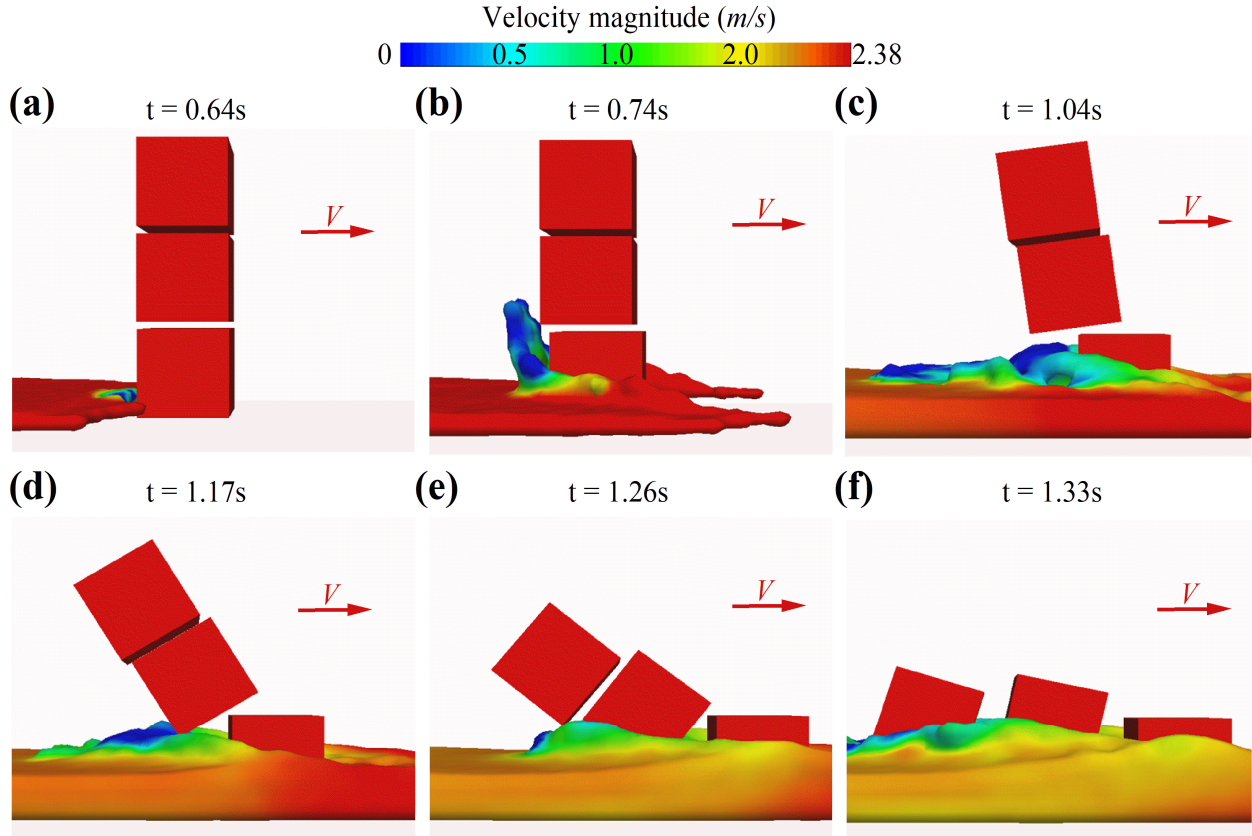 Velocity magnitude (m/s)
0 0.5 1.0 2.0 2.38
(a) t = 0.64s
V
(b) t = 0.74s
V
(c) t = 1.04s
V
(d) t = 1.17s
V
(e) t = 1.26s
V
(f) t = 1.33s
V